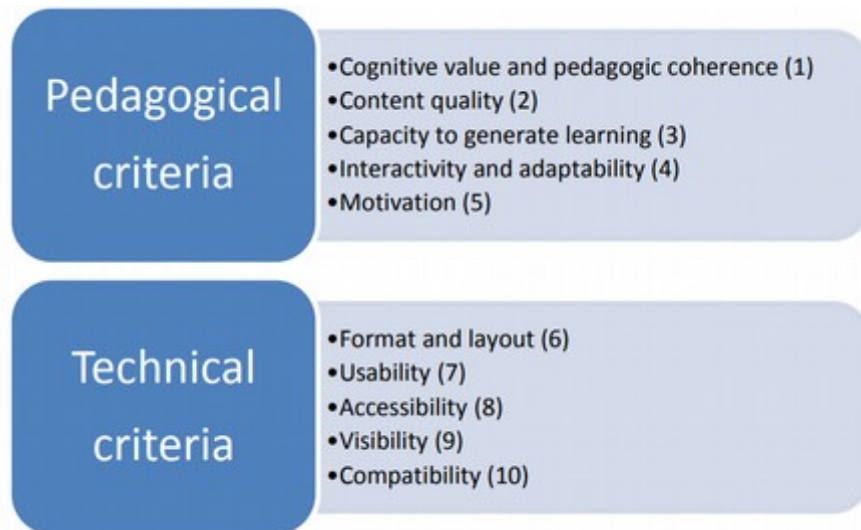 Pedagogical
criteria
•Cognitive value and pedagogic coherence (1)
•Content quality (2)
•Capacity to generate learning (3)
•Interactivity and adaptability (4)
•Motivation (5)
Technical
criteria
•Format and layout (6)
•Usability (7)
•Accessibility (8)
•Visibility (9)
•Compatibility (10)